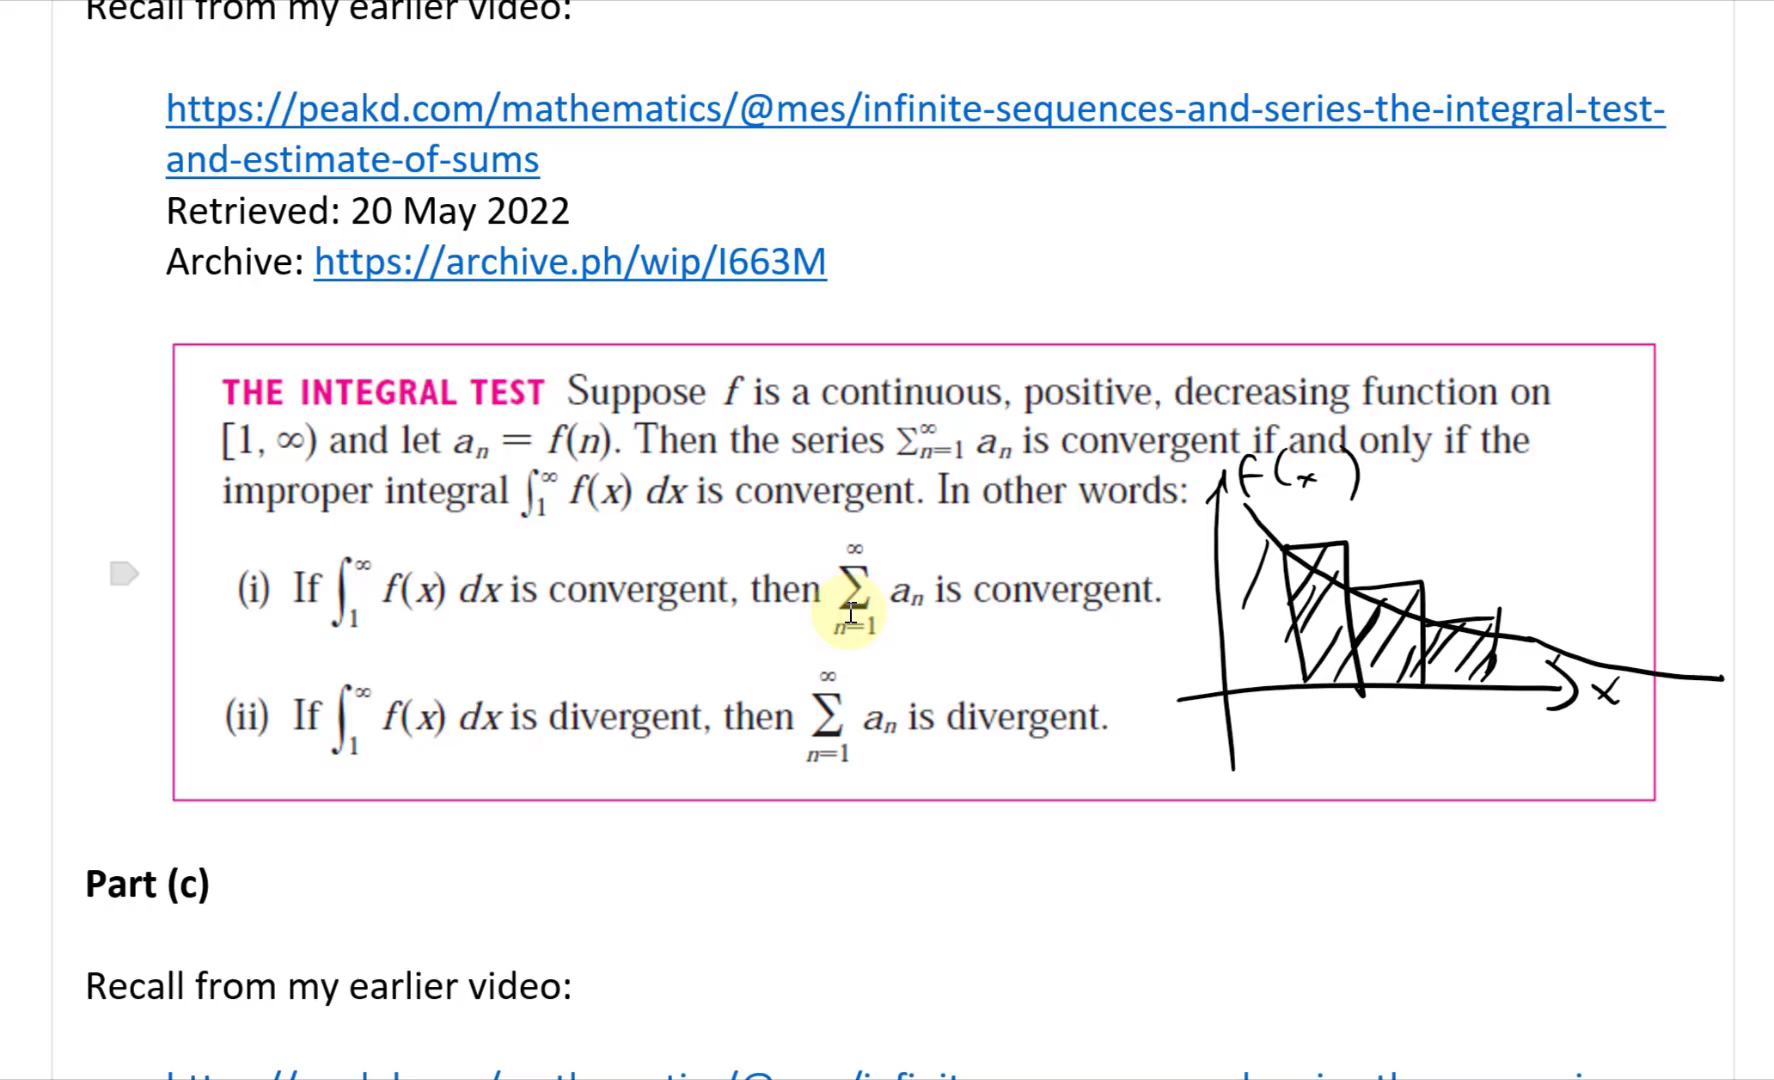 Recall from my earlier video:
https://peakd.com/mathematics/@mes/infinite-sequences-and-series-the-integral-test-
and-estimate-of-sums
Retrieved: 20 May 2022
Archive: https://archive.ph/wip/I663M
THE INTEGRAL TEST Suppose f is a continuous, positive, decreasing function on
[1, ∞) and let aₙ = f(n). Then the series Σ∞n=1 aₙ is convergent if and only if the
improper integral ∫₁∞ f(x) dx is convergent. In other words:
F(x)
(i) If ∫₁∞ f(x) dx is convergent, then ∞Σn=1 aₙ is convergent.
x
(ii) If ∫₁∞ f(x) dx is divergent, then ∞Σn=1 aₙ is divergent.
Part (c)
Recall from my earlier video: